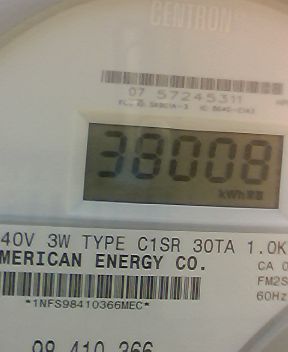 CENTRON
07 57245311
38008
kWh
40V 3W TYPE C1SR 30TA 1.0K
MERICAN ENERGY CO.
CA 0
FM2S
60Hz
*1NFS98410366MEC*
98 410 366